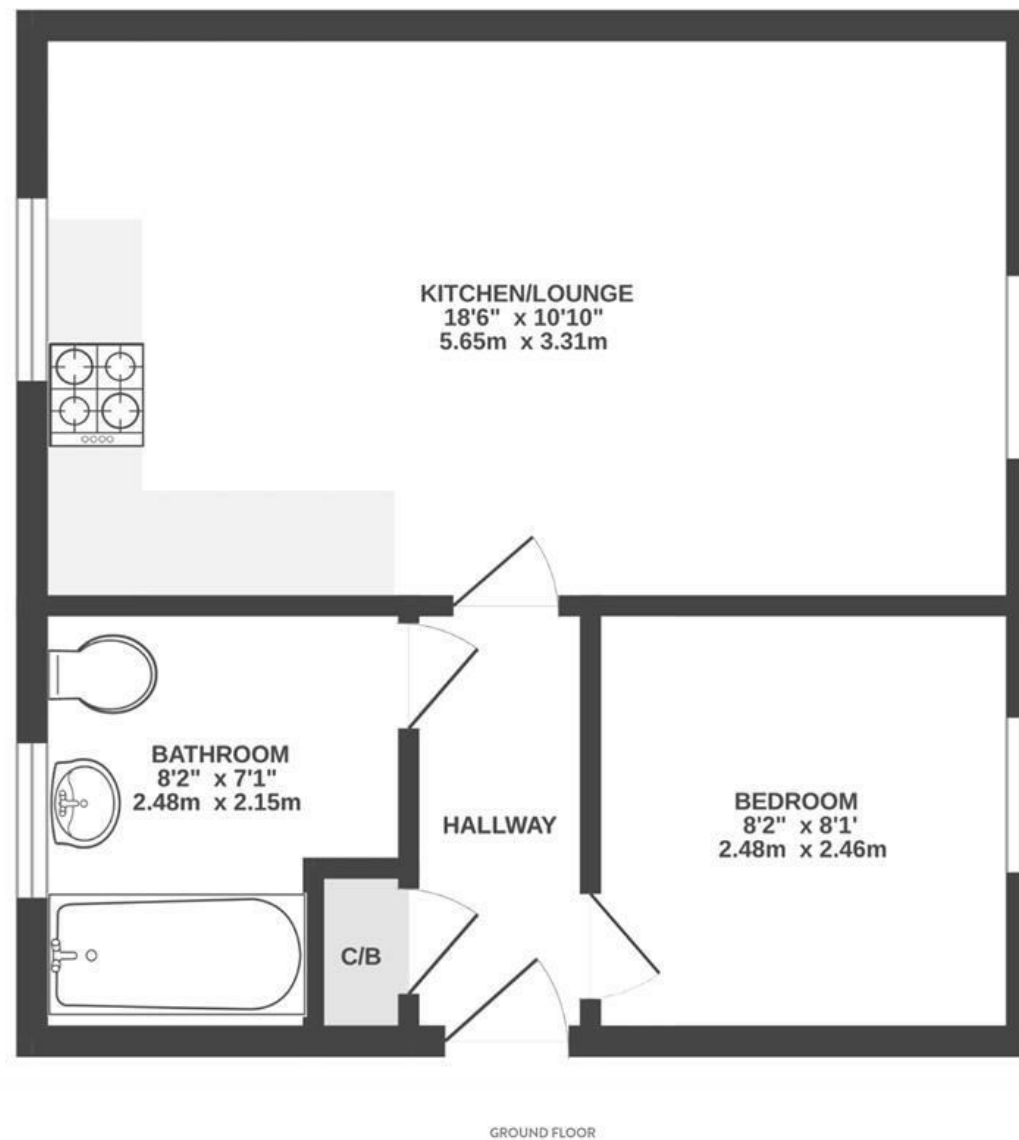 KITCHEN/LOUNGE
18'6" x 10'10"
5.65m x 3.31m
BATHROOM
8'2" x 7'1"
2.48m x 2.15m
HALLWAY
BEDROOM
8'2" x 8'1'
2.48m x 2.46m
C/B
GROUND FLOOR